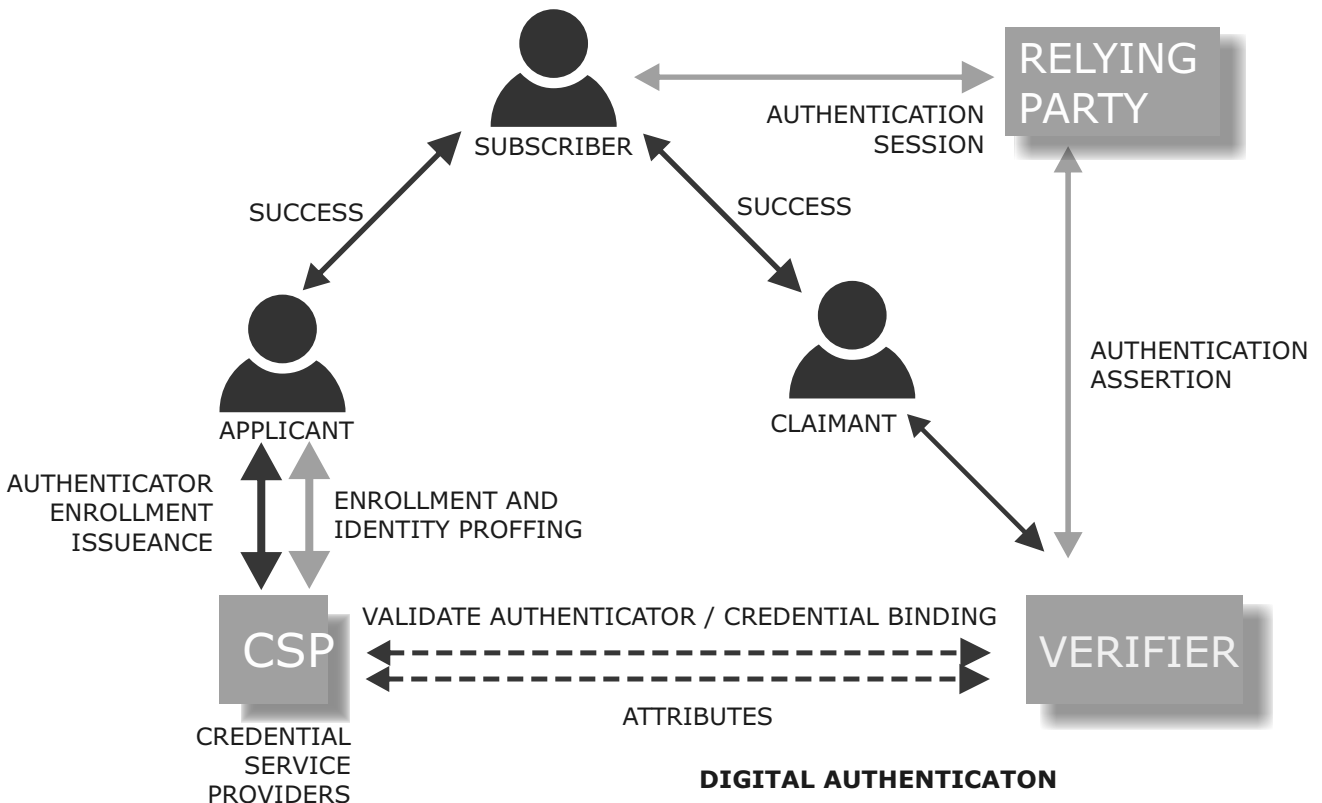 RELYING
PARTY
AUTHENTICATION
SESSION
SUBSCRIBER
SUCCESS
SUCCESS
APPLICANT
CLAIMANT
AUTHENTICATION
ASSERTION
AUTHENTICATOR
ENROLLMENT
ISSUEANCE
ENROLLMENT AND
IDENTITY PROFFING
CSP
VALIDATE AUTHENTICATOR / CREDENTIAL BINDING
VERIFIER
ATTRIBUTES
CREDENTIAL
SERVICE
PROVIDERS
DIGITAL AUTHENTICATON